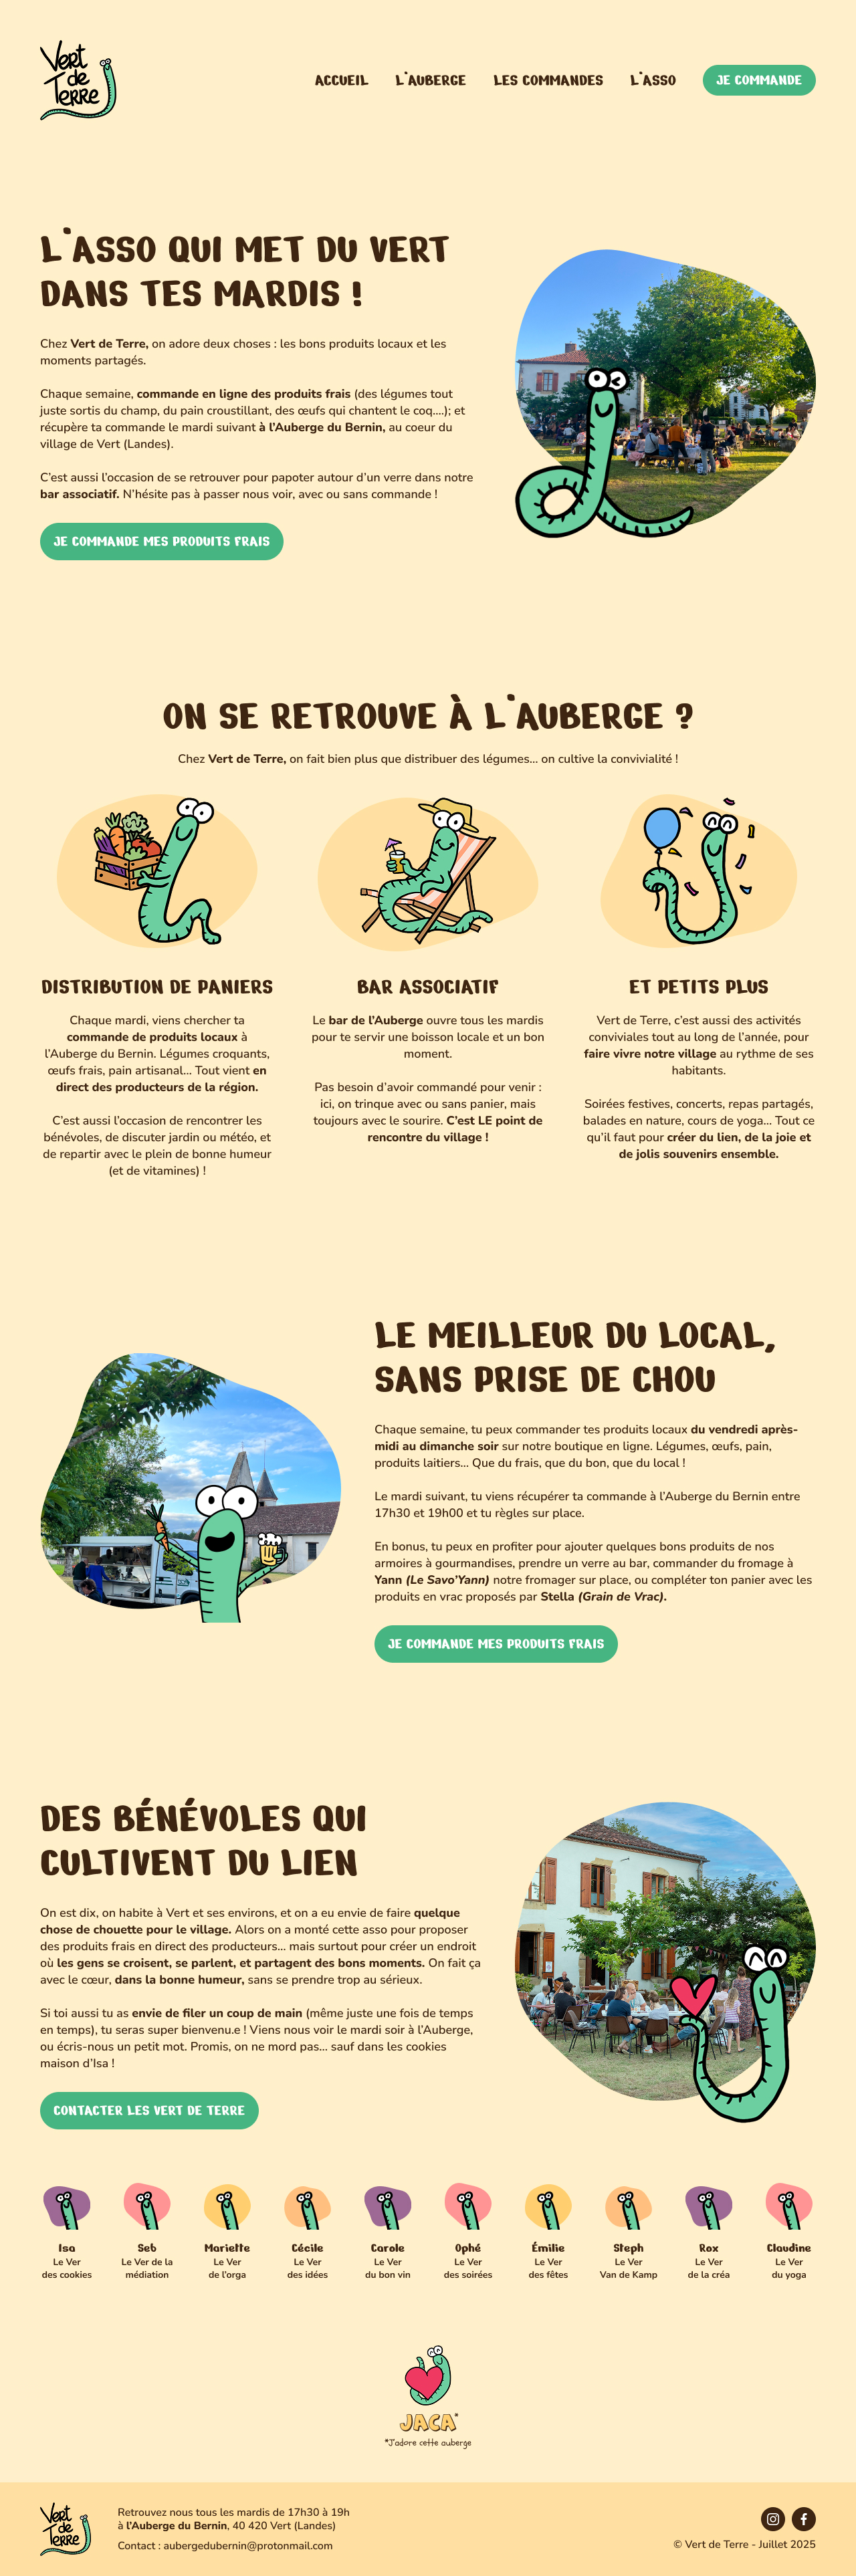 Vert
de
Terre
ACCUEIL
L'AUBERGE
LES COMMANDES
L'ASSO
JE COMMANDE
L'ASSO QUI MET DU VERT
DANS TES MARDIS !
Chez Vert de Terre, on adore deux choses : les bons produits locaux et les
moments partagés.
Chaque semaine, commande en ligne des produits frais (des légumes tout
juste sortis du champ, du pain croustillant, des œufs qui chantent le coq....); et
récupère ta commande le mardi suivant à l'Auberge du Bernin, au coeur du
village de Vert (Landes).
C'est aussi l'occasion de se retrouver pour papoter autour d'un verre dans notre
bar associatif. N'hésite pas à passer nous voir, avec ou sans commande !
JE COMMANDE MES PRODUITS FRAIS
ON SE RETROUVE À L'AUBERGE ?
Chez Vert de Terre, on fait bien plus que distribuer des légumes... on cultive la convivialité !
DISTRIBUTION DE PANIERS
Chaque mardi, viens chercher ta
commande de produits locaux à
l'Auberge du Bernin. Légumes croquants,
œufs frais, pain artisanal... Tout vient en
direct des producteurs de la région.
C'est aussi l'occasion de rencontrer les
bénévoles, de discuter jardin ou météo, et
de repartir avec le plein de bonne humeur
(et de vitamines) !
BAR ASSOCIATIF
Le bar de l'Auberge ouvre tous les mardis
pour te servir une boisson locale et un bon
moment.
Pas besoin d'avoir commandé pour venir :
ici, on trinque avec ou sans panier, mais
toujours avec le sourire. C'est LE point de
rencontre du village !
ET PETITS PLUS
Vert de Terre, c'est aussi des activités
conviviales tout au long de l'année, pour
faire vivre notre village au rythme de ses
habitants.
Soirées festives, concerts, repas partagés,
balades en nature, cours de yoga... Tout ce
qu'il faut pour créer du lien, de la joie et
de jolis souvenirs ensemble.
LE MEILLEUR DU LOCAL,
SANS PRISE DE CHOU
Chaque semaine, tu peux commander tes produits locaux du vendredi après-
midi au dimanche soir sur notre boutique en ligne. Légumes, œufs, pain,
produits laitiers... Que du frais, que du bon, que du local !
Le mardi suivant, tu viens récupérer ta commande à l'Auberge du Bernin entre
17h30 et 19h00 et tu règles sur place.
En bonus, tu peux en profiter pour ajouter quelques bons produits de nos
armoires à gourmandises, prendre un verre au bar, commander du fromage à
Yann (Le Savo'Yann) notre fromager sur place, ou compléter ton panier avec les
produits en vrac proposés par Stella (Grain de Vrac).
JE COMMANDE MES PRODUITS FRAIS
DES BÉNÉVOLES QUI
CULTIVENT DU LIEN
On est dix, on habite à Vert et ses environs, et on a eu envie de faire quelque
chose de chouette pour le village. Alors on a monté cette asso pour proposer
des produits frais en direct des producteurs... mais surtout pour créer un endroit
où les gens se croisent, se parlent, et partagent des bons moments. On fait ça
avec le cœur, dans la bonne humeur, sans se prendre trop au sérieux.
Si toi aussi tu as envie de filer un coup de main (même juste une fois de temps
en temps), tu seras super bienvenu.e ! Viens nous voir le mardi soir à l'Auberge,
ou écris-nous un petit mot. Promis, on ne mord pas... sauf dans les cookies
maison d'Isa !
CONTACTER LES VERT DE TERRE
Isa
Le Ver
des cookies
Seb
Le Ver de la
médiation
Mariette
Le Ver
de l'orga
Cécile
Le Ver
des idées
Carole
Le Ver
du bon vin
Ophé
Le Ver
des soirées
Émilie
Le Ver
des fêtes
Steph
Le Ver
Van de Kamp
Rox
Le Ver
de la créa
Claudine
Le Ver
du yoga
JACA*
*J'adore cette auberge
Vert
de
Terre
Retrouvez nous tous les mardis de 17h30 à 19h
à l'Auberge du Bernin, 40 420 Vert (Landes)
Contact : aubergedubernin@protonmail.com
© Vert de Terre - Juillet 2025